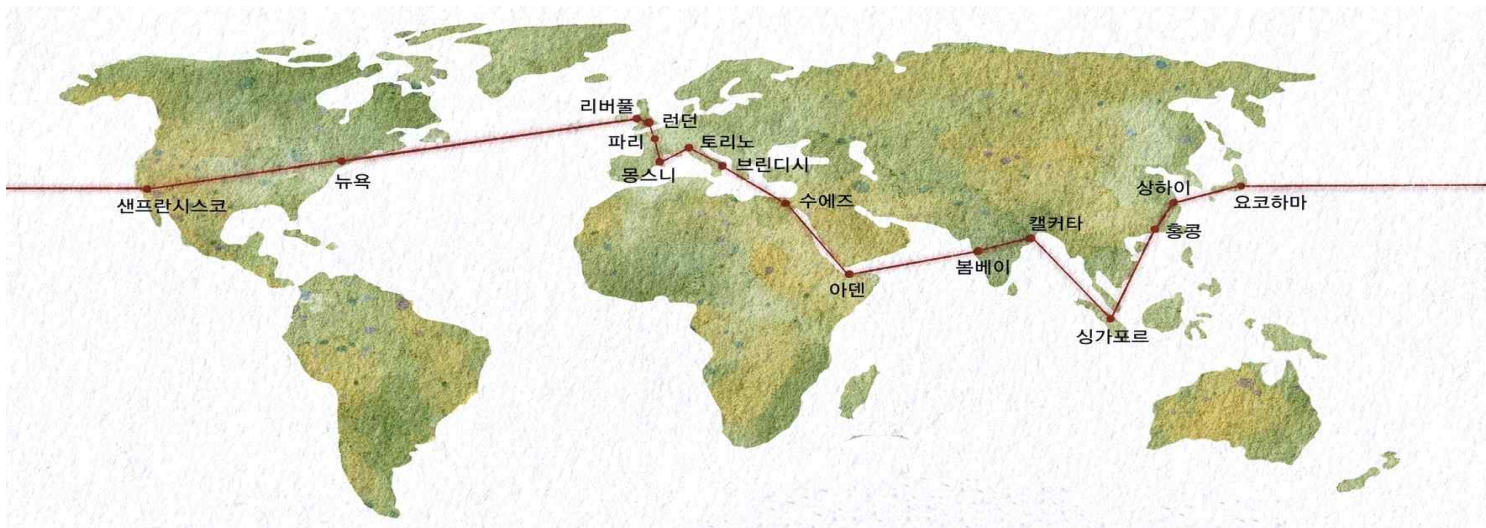 리버풀
런던
파리
토리노
몽스니
브린디시
뉴욕
샌프란시스코
수에즈
상하이
요코하마
캘커타
홍콩
봄베이
아덴
싱가포르